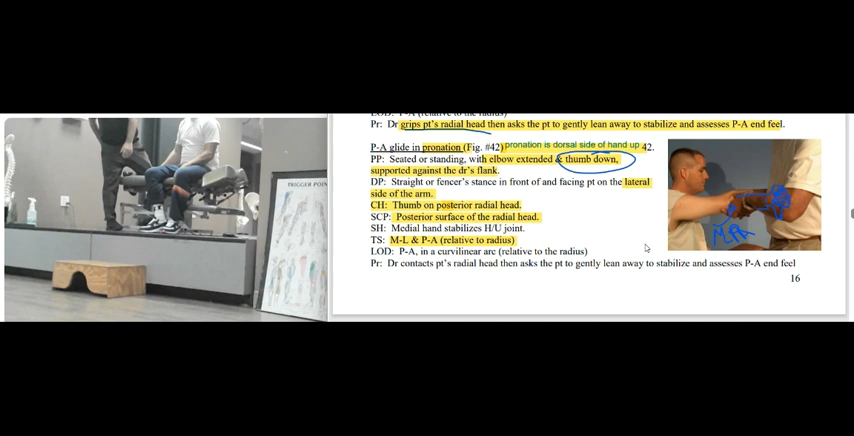 LOD: P-A (relative to the radius)
Pr: Dr grips pt's radial head then asks the pt to gently lean away to stabilize and assesses P-A end feel.
P-A glide in pronation (Fig. #42) pronation is dorsal side of hand up 42.
PP: Seated or standing, with elbow extended & thumb down,
supported against the dr's flank.
DP: Straight or fencer's stance in front of and facing pt on the lateral
side of the arm.
CH: Thumb on posterior radial head.
SCP: Posterior surface of the radial head.
SH: Medial hand stabilizes H/U joint.
TS: M-L & P-A (relative to radius)
LOD: P-A, in a curvilinear arc (relative to the radius)
Pr: Dr contacts pt's radial head then asks the pt to gently lean away to stabilize and assesses P-A end feel
16
TRIGGER POIN